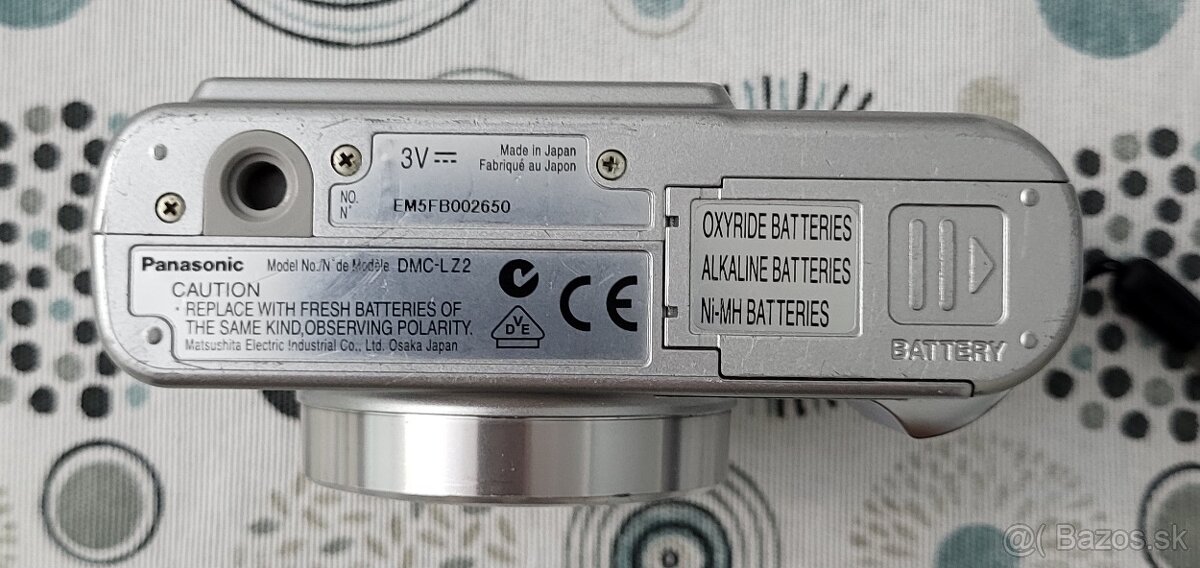 3V
Made in Japan
Fabriqué au Japon
NO.
N°
EM5FB002650
Panasonic Model No./N°de Modèle DMC-LZ2
CAUTION
· REPLACE WITH FRESH BATTERIES OF
THE SAME KIND,OBSERVING POLARITY.
Matsushita Electric Industrial Co., Ltd. Osaka Japan
DVE
CE
OXYRIDE BATTERIES
ALKALINE BATTERIES
Ni-MH BATTERIES
BATTERY
@( Bazos.sk